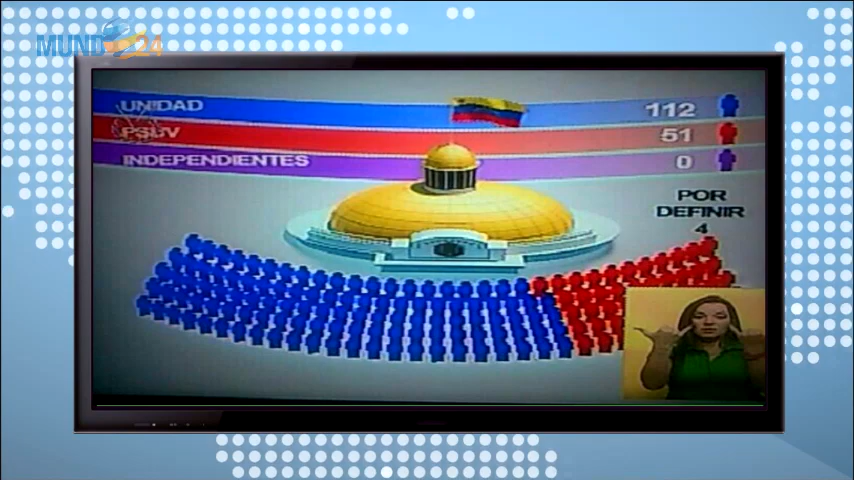 MUNDO 24
UNIDAD 112
PSUV 51
INDEPENDIENTES 0
POR
DEFINIR
4